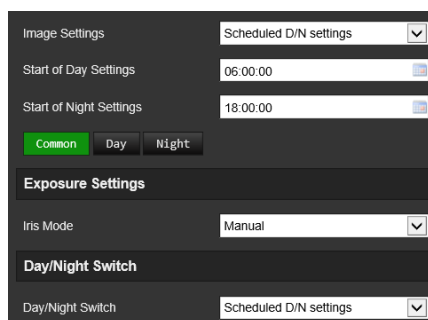 Image Settings Scheduled D/N settings
Start of Day Settings 06:00:00
Start of Night Settings 18:00:00
Common Day Night
Exposure Settings
Iris Mode Manual
Day/Night Switch
Day/Night Switch Scheduled D/N settings